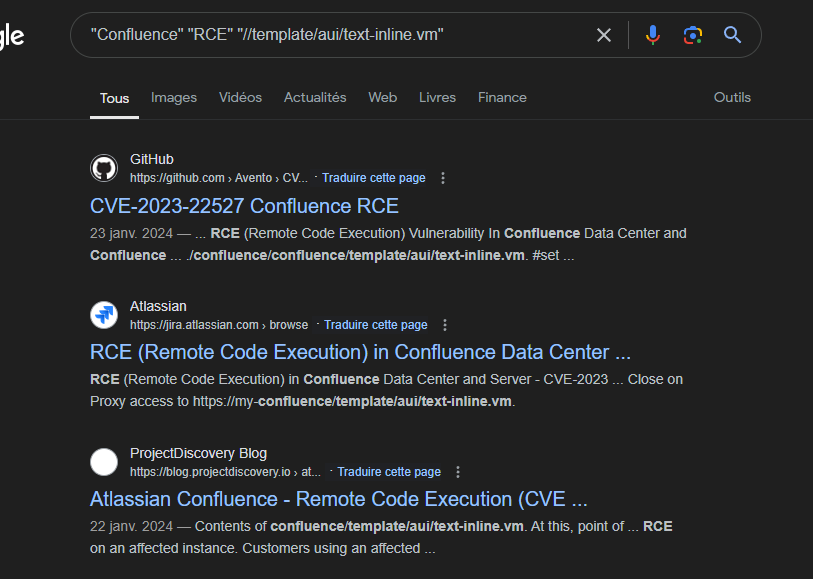 gle
"Confluence" "RCE" "//template/aui/text-inline.vm"
Tous Images Vidéos Actualités Web Livres Finance Outils
GitHub
https://github.com › Avento › CV... · Traduire cette page
CVE-2023-22527 Confluence RCE
23 janv. 2024 — ... RCE (Remote Code Execution) Vulnerability In Confluence Data Center and
Confluence ... ./confluence/confluence/template/aui/text-inline.vm. #set ...
Atlassian
https://jira.atlassian.com › browse · Traduire cette page
RCE (Remote Code Execution) in Confluence Data Center ...
RCE (Remote Code Execution) in Confluence Data Center and Server - CVE-2023 ... Close on
Proxy access to https://my-confluence/template/aui/text-inline.vm.
ProjectDiscovery Blog
https://blog.projectdiscovery.io › at... · Traduire cette page
Atlassian Confluence - Remote Code Execution (CVE ...
22 janv. 2024 — Contents of confluence/template/aui/text-inline.vm. At this, point of ... RCE
on an affected instance. Customers using an affected ...